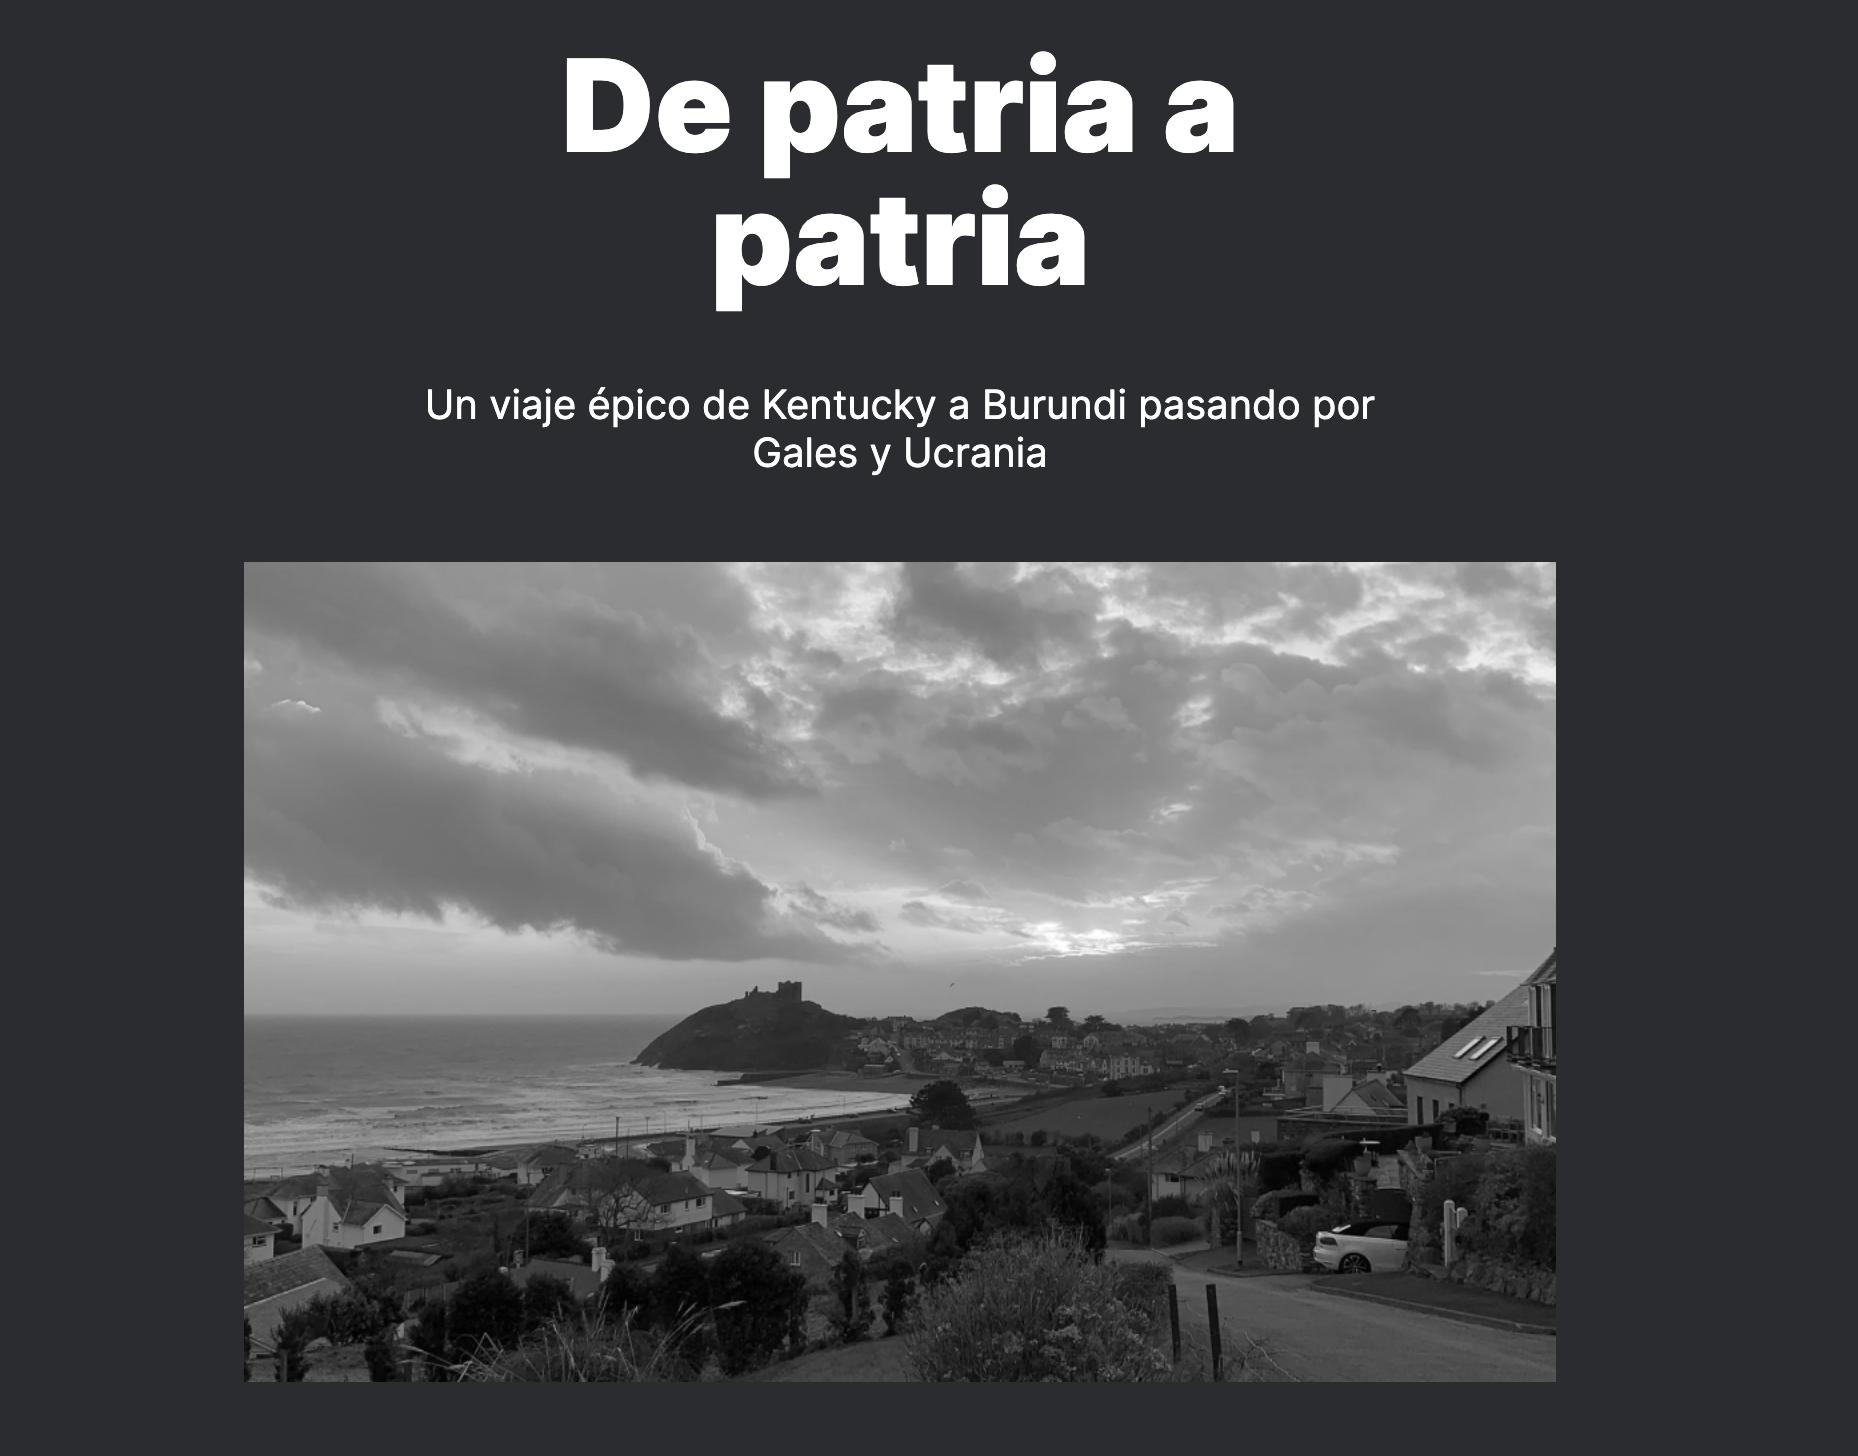 De patria a
patria
Un viaje épico de Kentucky a Burundi pasando por
Gales y Ucrania